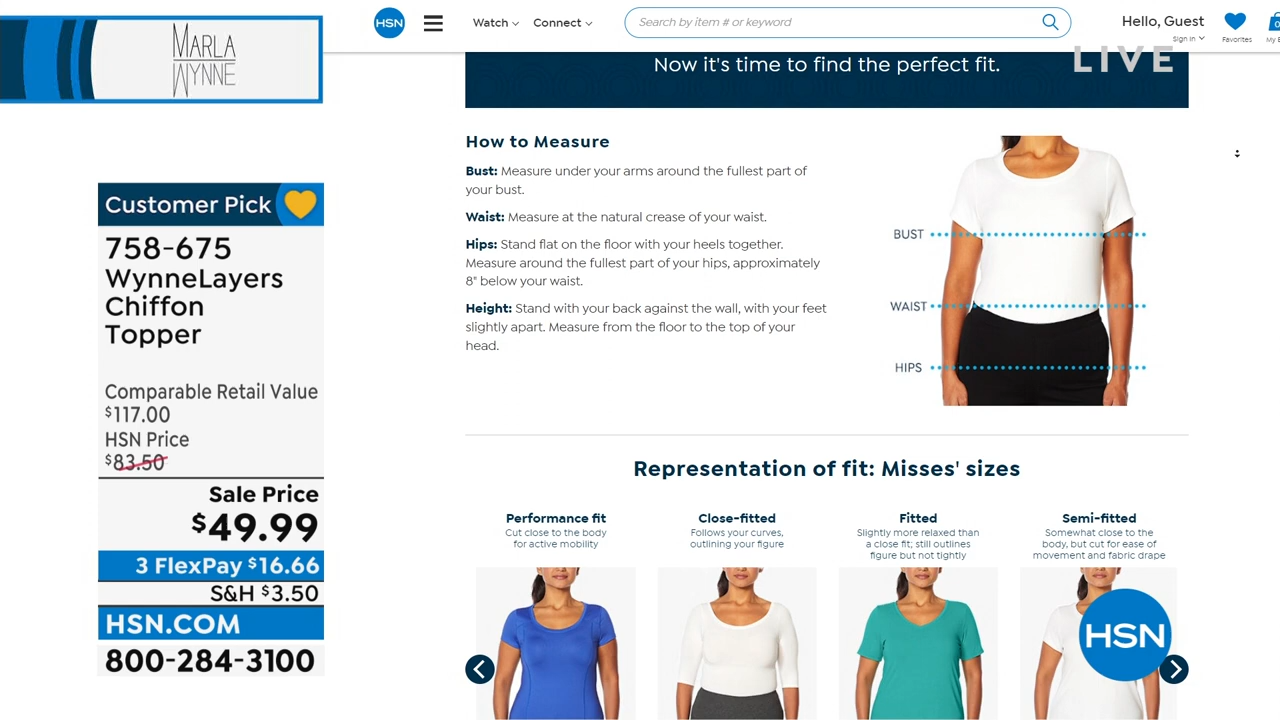 MARLA
WYNNE
HSN
Watch
Connect
Search by item # or keyword
Hello, Guest
Sign In
Favorites
0
LIVE
Now it's time to find the perfect fit.
Customer Pick
758-675
WynneLayers
Chiffon
Topper
Comparable Retail Value
$117.00
HSN Price
$83.50
Sale Price
$49.99
3 FlexPay $16.66
S&H $3.50
HSN.COM
800-284-3100
How to Measure
Bust: Measure under your arms around the fullest part of
your bust.
Waist: Measure at the natural crease of your waist.
Hips: Stand flat on the floor with your heels together.
Measure around the fullest part of your hips, approximately
8" below your waist.
Height: Stand with your back against the wall, with your feet
slightly apart. Measure from the floor to the top of your
head.
BUST
WAIST
HIPS
Representation of fit: Misses' sizes
Performance fit
Cut close to the body
for active mobility
Close-fitted
Follows your curves,
outlining your figure
Fitted
Slightly more relaxed than
a close fit; still outlines
figure but not tightly
Semi-fitted
Somewhat close to the
body, but cut for ease of
movement and fabric drape
HSN